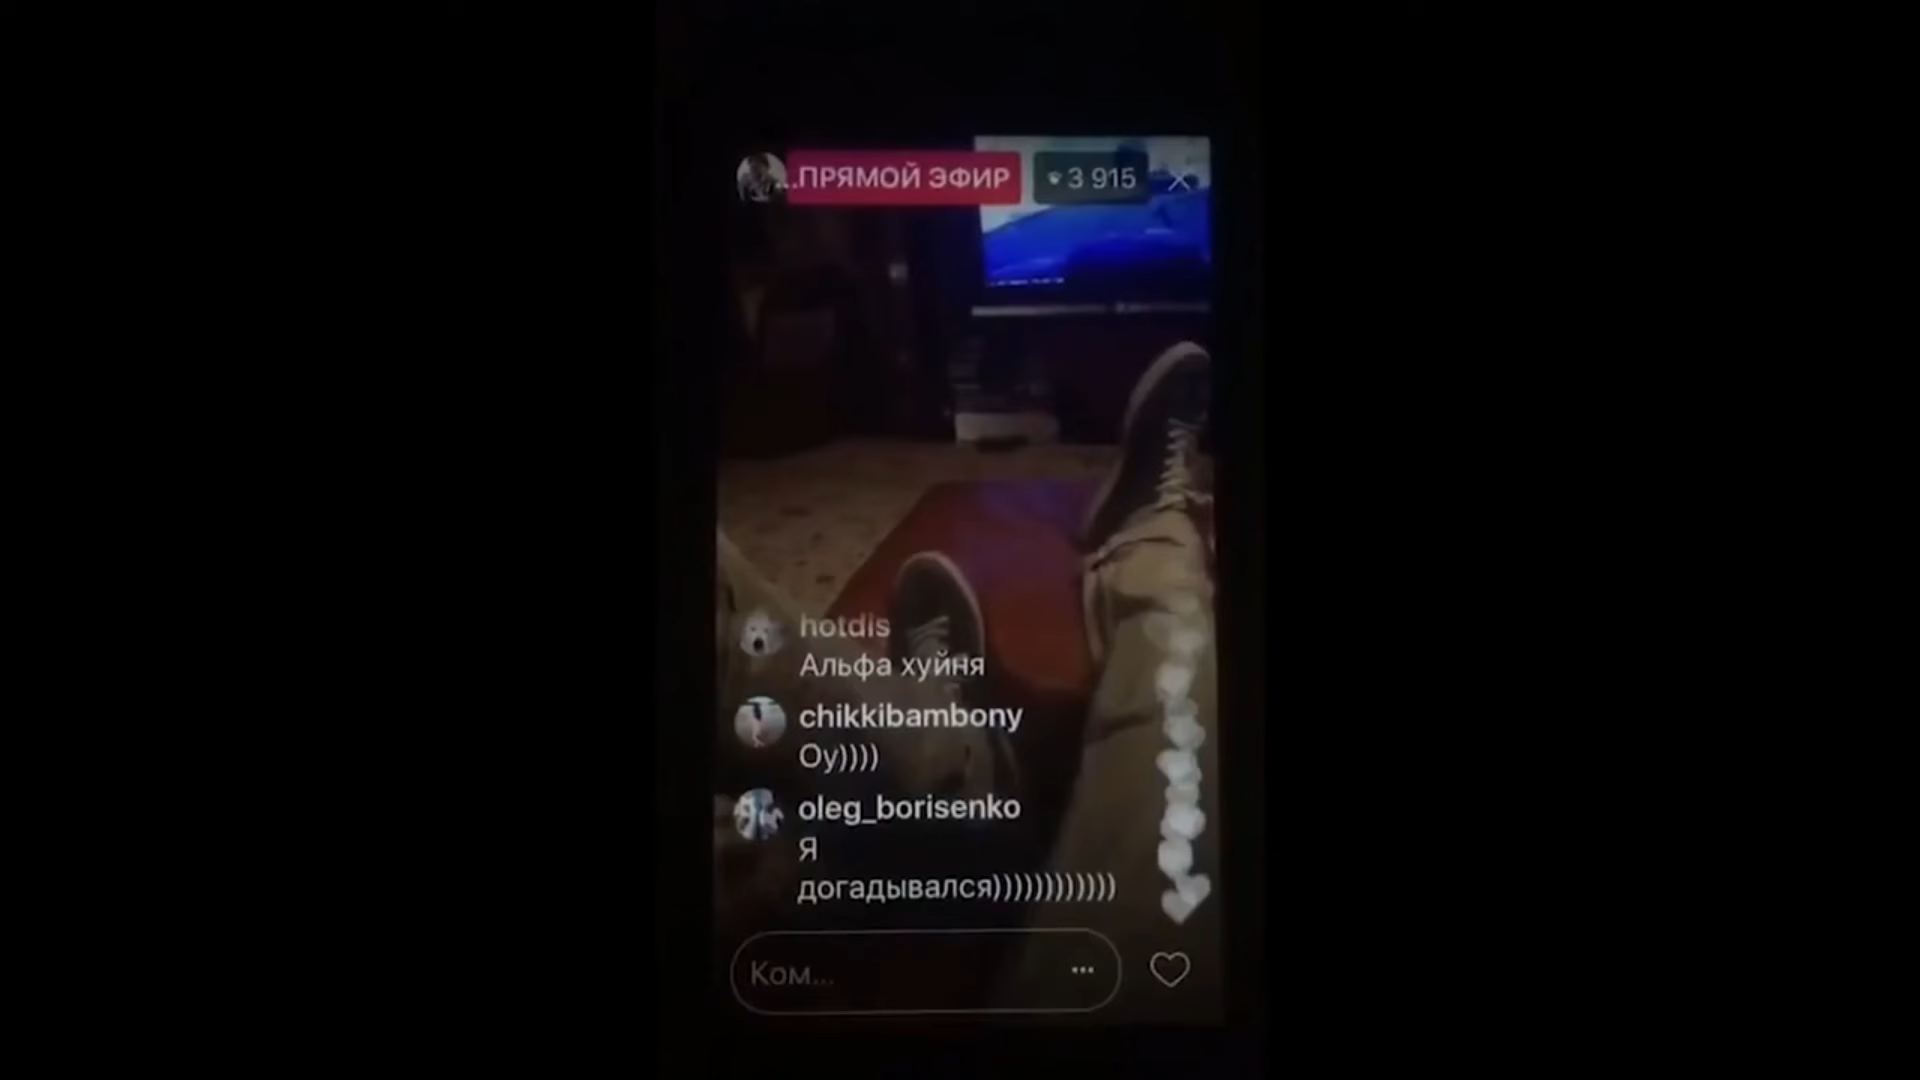 ...ПРЯМОЙ ЭФИР
3 915
hotdis
Альфа хуйня
chikkibambony
Оу))))
oleg_borisenko
Я
догадывался))))))))))))
Ком...